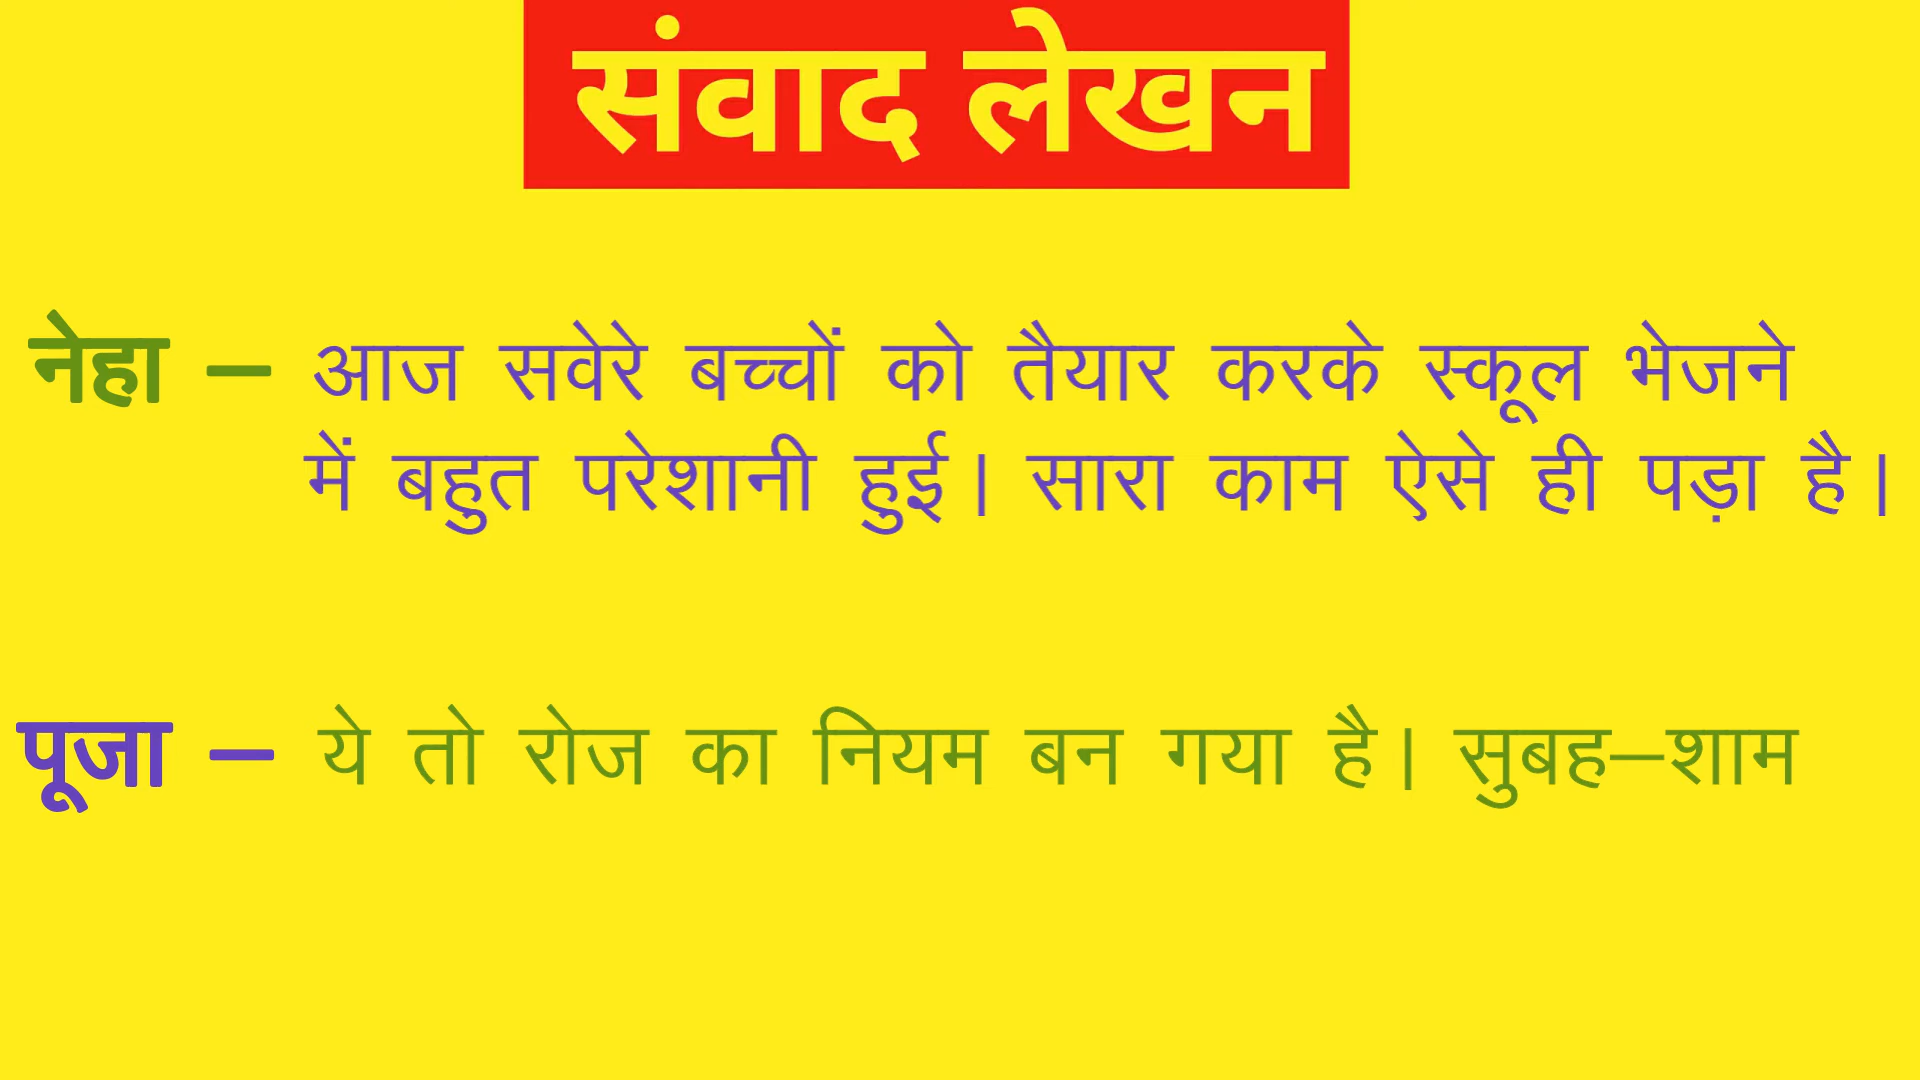 संवाद लेखन
नेहा – आज सवेरे बच्चों को तैयार करके स्कूल भेजने
में बहुत परेशानी हुई। सारा काम ऐसे ही पड़ा है।
पूजा – ये तो रोज का नियम बन गया है। सुबह–शाम